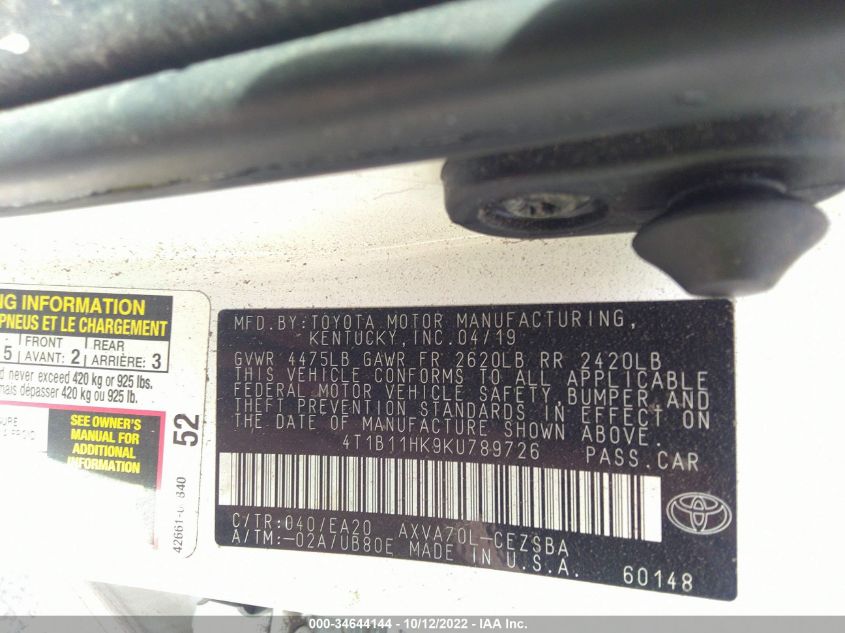 NG INFORMATION
PNEUS ET LE CHARGEMENT
5 FRONT AVANT: 2 REAR ARRIÈRE: 3
d never exceed 420 kg or 925 lbs.
mais dépasser 420 kg ou 925 lb.
SEE OWNER'S
MANUAL FOR
ADDITIONAL
INFORMATION
52
MFD.BY:TOYOTA MOTOR MANUFACTURING,
KENTUCKY,INC.04/19
GVWR 4475LB GAWR FR 2620LB RR 2420LB
THIS VEHICLE CONFORMS TO ALL APPLICABLE
FEDERAL MOTOR VEHICLE SAFETY,BUMPER AND
THEFT PREVENTION STANDARDS IN EFFECT ON
THE DATE OF MANUFACTURE SHOWN ABOVE.
4T1B11HK9KU789726 PASS.CAR
C/TR:040/EA20 AXVA70L-CEZSBA
A/TM:-02A/UB80E MADE IN U.S.A.
60148
000-34644144 | 10/12/2022 | IAA Inc.